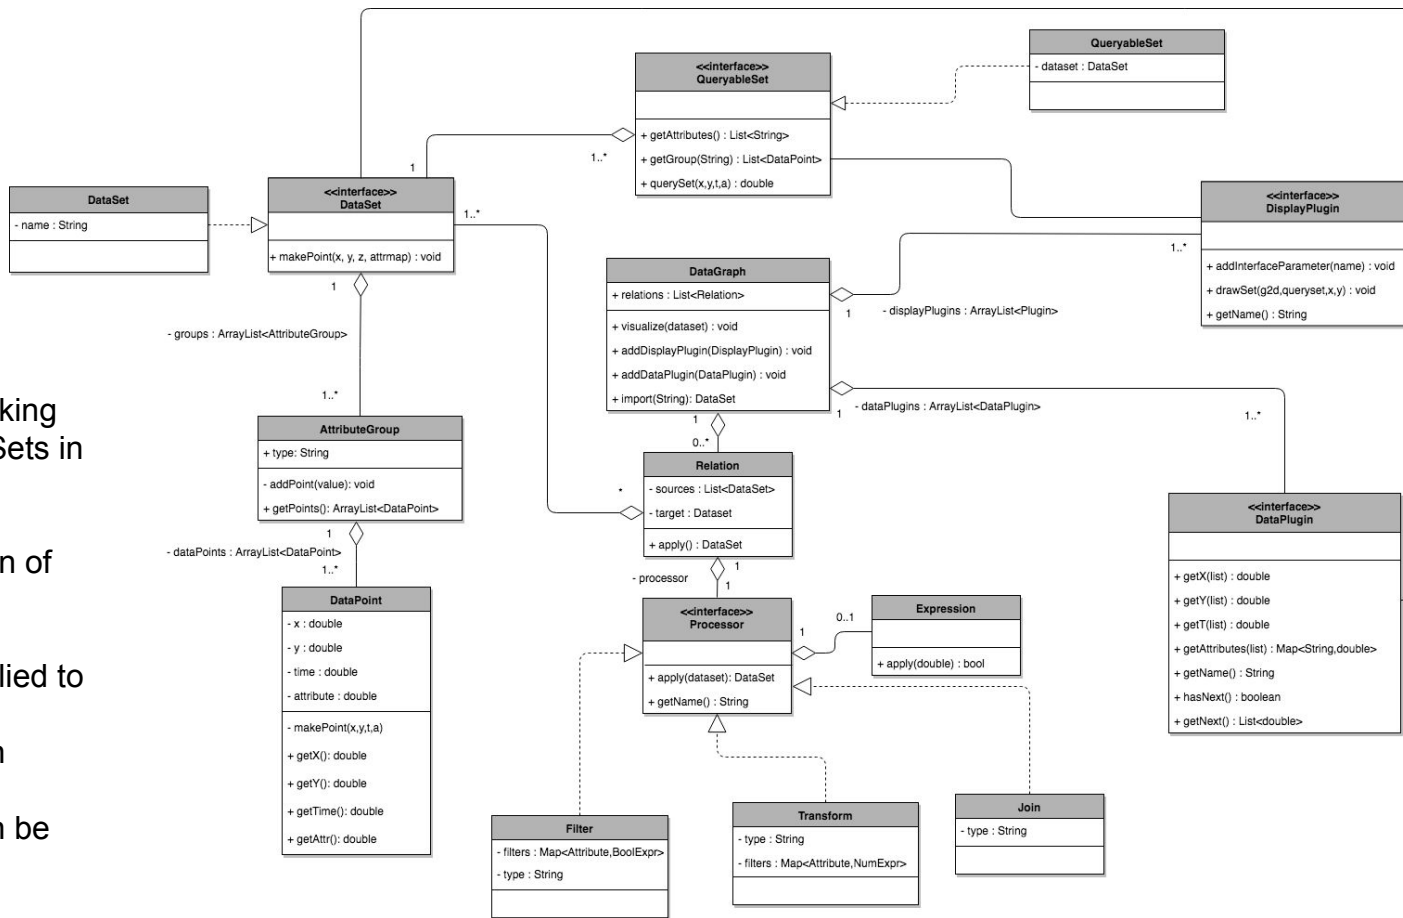 QueryableSet
- dataset : DataSet
<<interface>>
QueryableSet
+ getAttributes() : List<String>
+ getGroup(String) : List<DataPoint>
+ querySet(x,y,t,a) : double
1..*
1
DataSet
- name : String
<<interface>>
DataSet
+ makePoint(x, y, z, attrmap) : void
1..*
1
<<interface>>
DisplayPlugin
+ addInterfaceParameter(name) : void
+ drawSet(g2d,queryset,x,y) : void
+ getName() : String
1..*
DataGraph
+ relations : List<Relation>
+ visualize(dataset) : void
+ addDisplayPlugin(DisplayPlugin) : void
+ addDataPlugin(DataPlugin) : void
+ import(String): DataSet
1
- displayPlugins : ArrayList<Plugin>
1
- dataPlugins : ArrayList<DataPlugin>
1..*
- groups : ArrayList<AttributeGroup>
1..*
king
Sets in
n of
lied to
n
n be
AttributeGroup
+ type: String
- addPoint(value): void
+ getPoints(): ArrayList<DataPoint>
1
- dataPoints : ArrayList<DataPoint>
1..*
DataPoint
- x : double
- y : double
- time : double
- attribute : double
- makePoint(x,y,t,a)
+ getX(): double
+ getY(): double
+ getTime(): double
+ getAttr(): double
1
0..*
Relation
- sources : List<DataSet>
- target : Dataset
+ apply() : DataSet
*
1
- processor
1
<<interface>>
Processor
+ apply(dataset): DataSet
+ getName() : String
1
0..1
Expression
+ apply(double) : bool
<<interface>>
DataPlugin
+ getX(list) : double
+ getY(list) : double
+ getT(list) : double
+ getAttributes(list) : Map<String,double>
+ getName() : String
+ hasNext() : boolean
+ getNext() : List<double>
Filter
- filters : Map<Attribute,BoolExpr>
- type : String
Transform
- type : String
- filters : Map<Attribute,NumExpr>
Join
- type : String